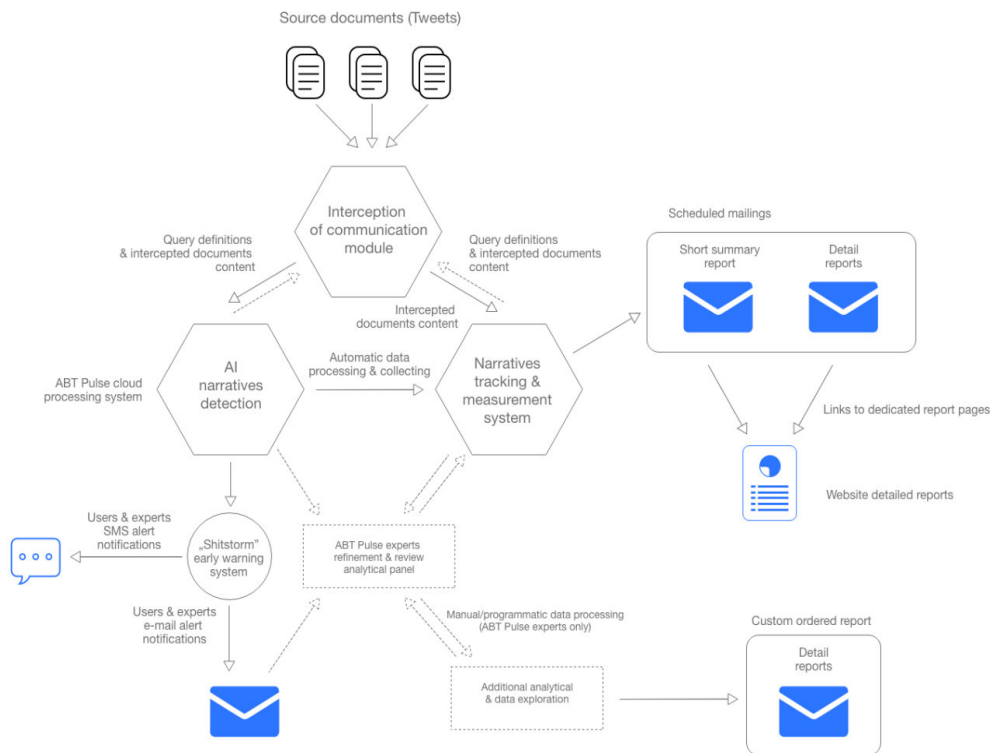 Source documents (Tweets)
Interception
of communication
module
Query definitions
& intercepted documents
content
Query definitions
& intercepted documents
content
Intercepted
documents content
Scheduled mailings
Short summary
report
Detail
reports
AI
narratives
detection
ABT Pulse cloud
processing system
Automatic data
processing & collecting
Narratives
tracking &
measurement
system
Links to dedicated report pages
Website detailed reports
Users & experts
SMS alert
notifications
„Shitstorm”
early warning
system
ABT Pulse experts
refinement & review
analytical panel
Users & experts
e-mail alert
notifications
Manual/programmatic data processing
(ABT Pulse experts only)
Additional analytical
& data exploration
Custom ordered report
Detail
reports